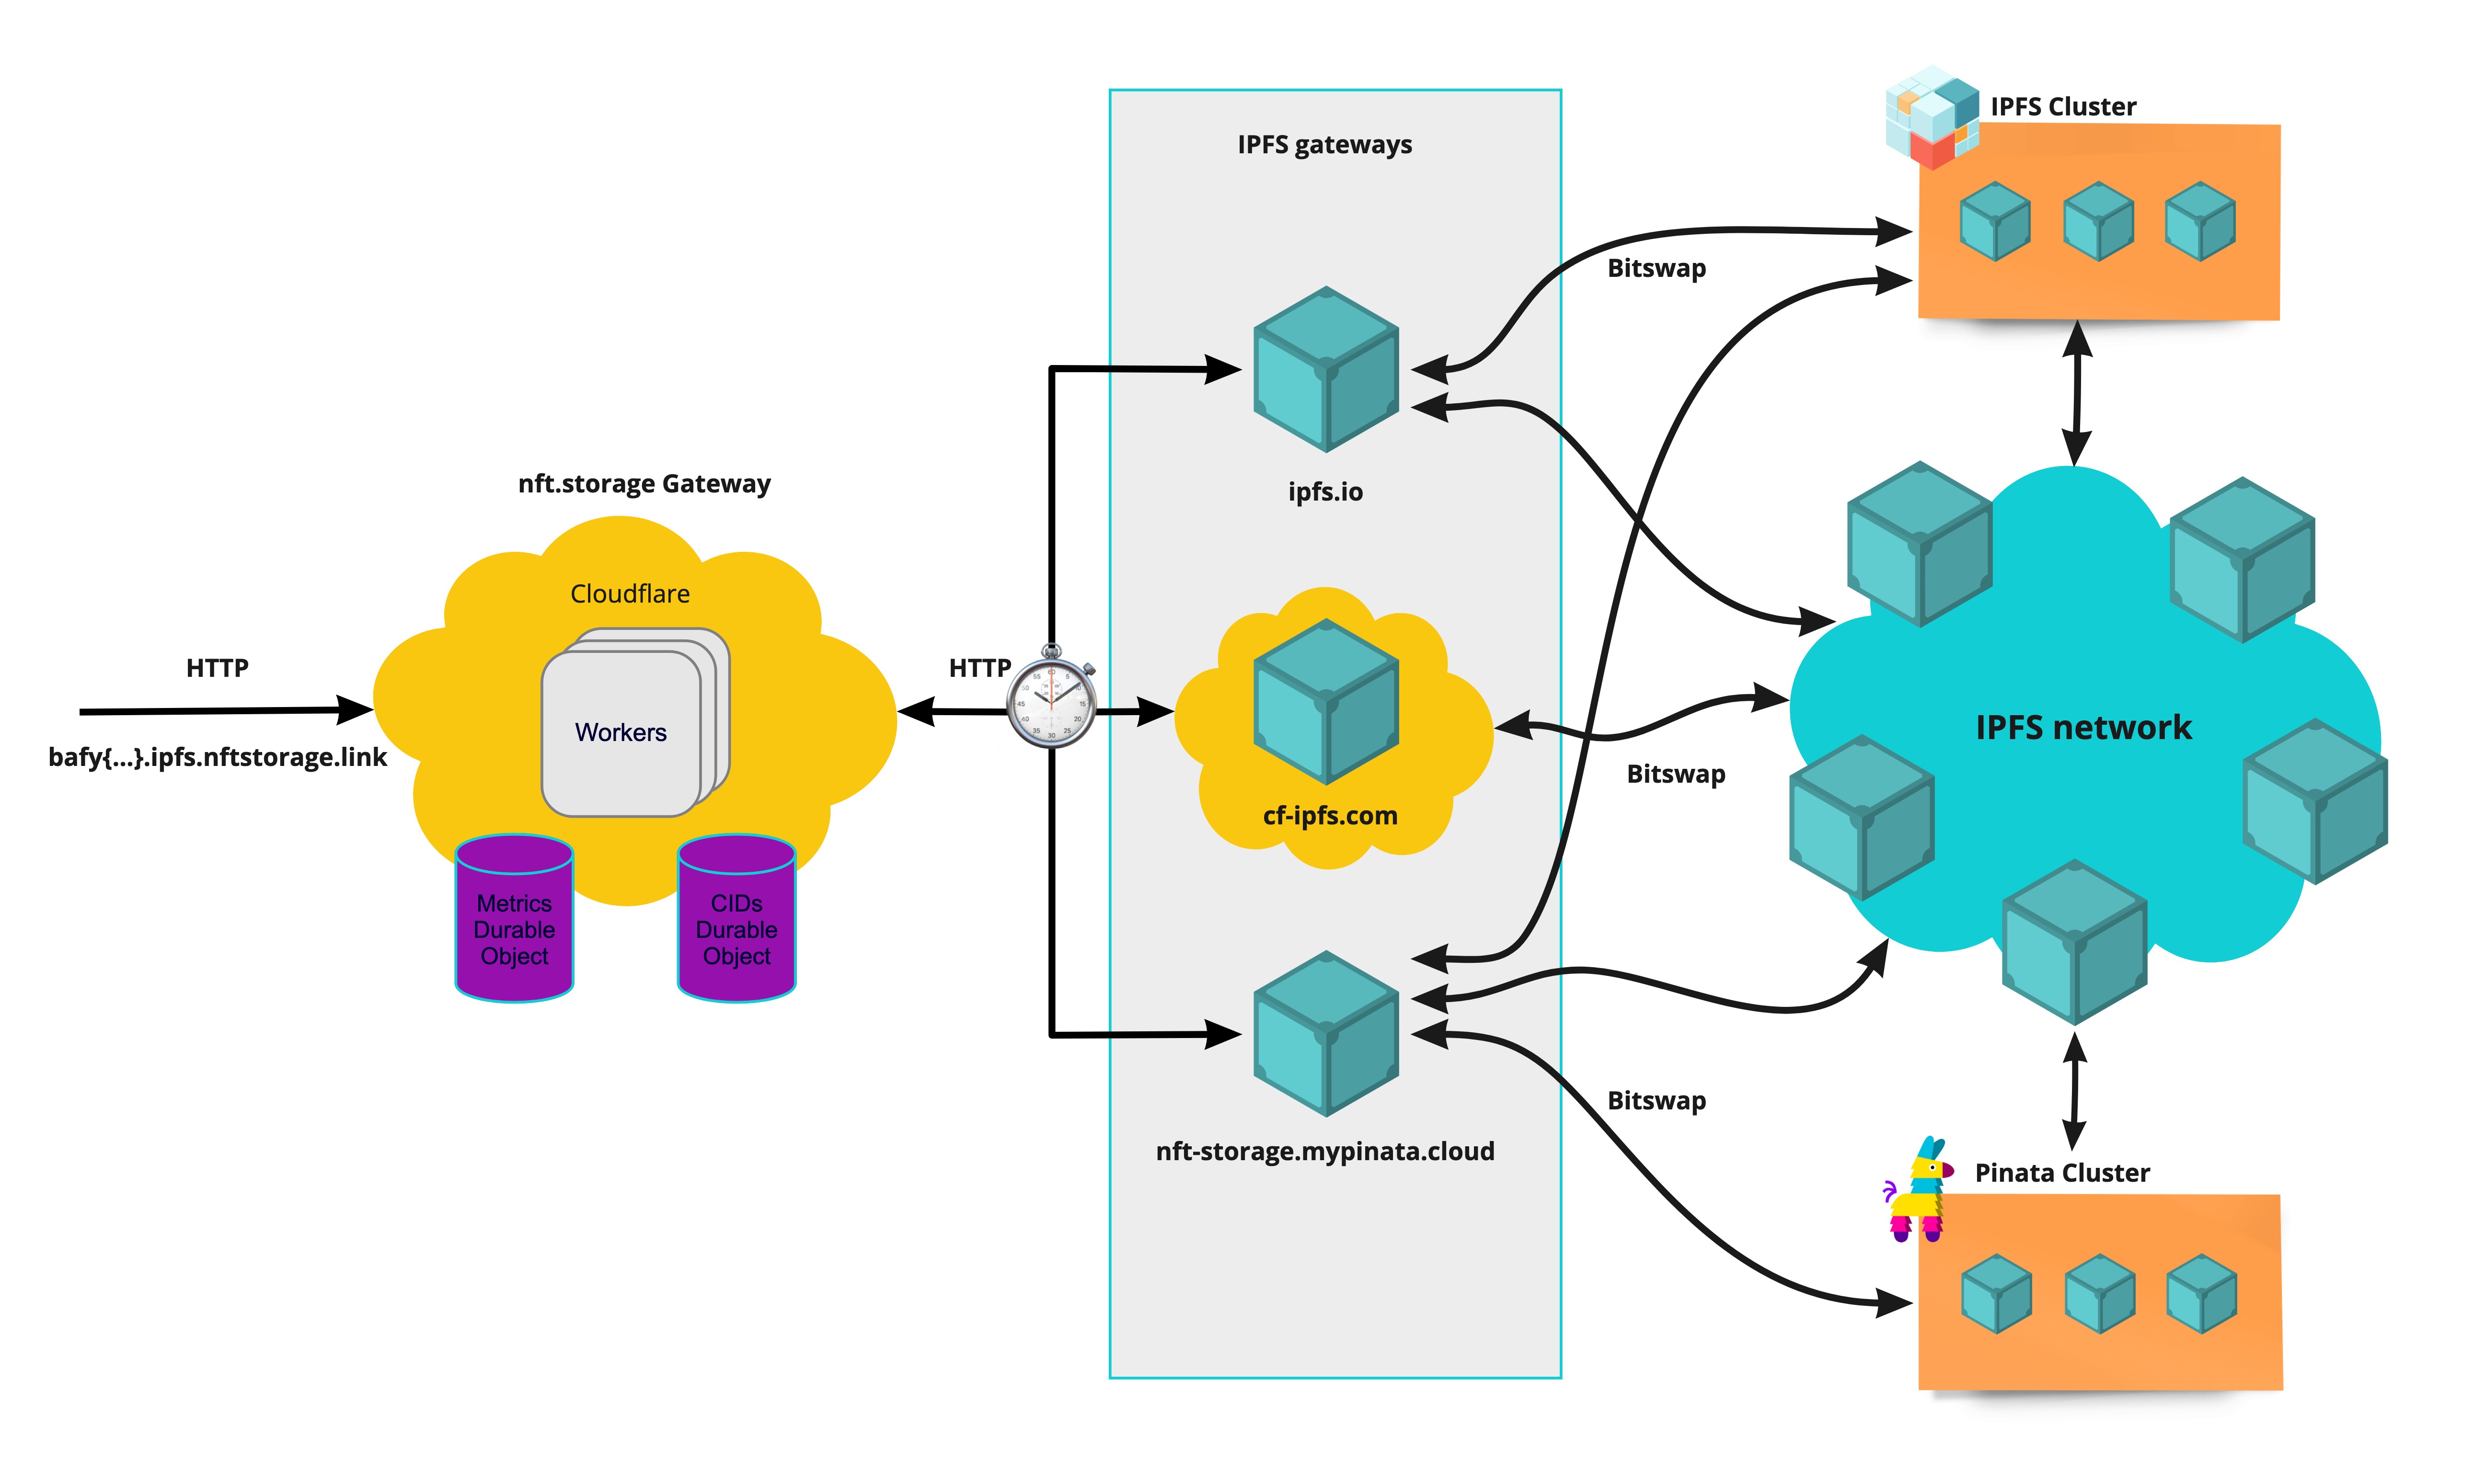 IPFS Cluster
IPFS gateways
Bitswap
ipfs.io
nft.storage Gateway
Cloudflare
HTTP
HTTP
Workers
bafy{...}.ipfs.nftstorage.link
IPFS network
Bitswap
cf-ipfs.com
Metrics
Durable
Object
CIDs
Durable
Object
Bitswap
nft-storage.mypinata.cloud
Pinata Cluster